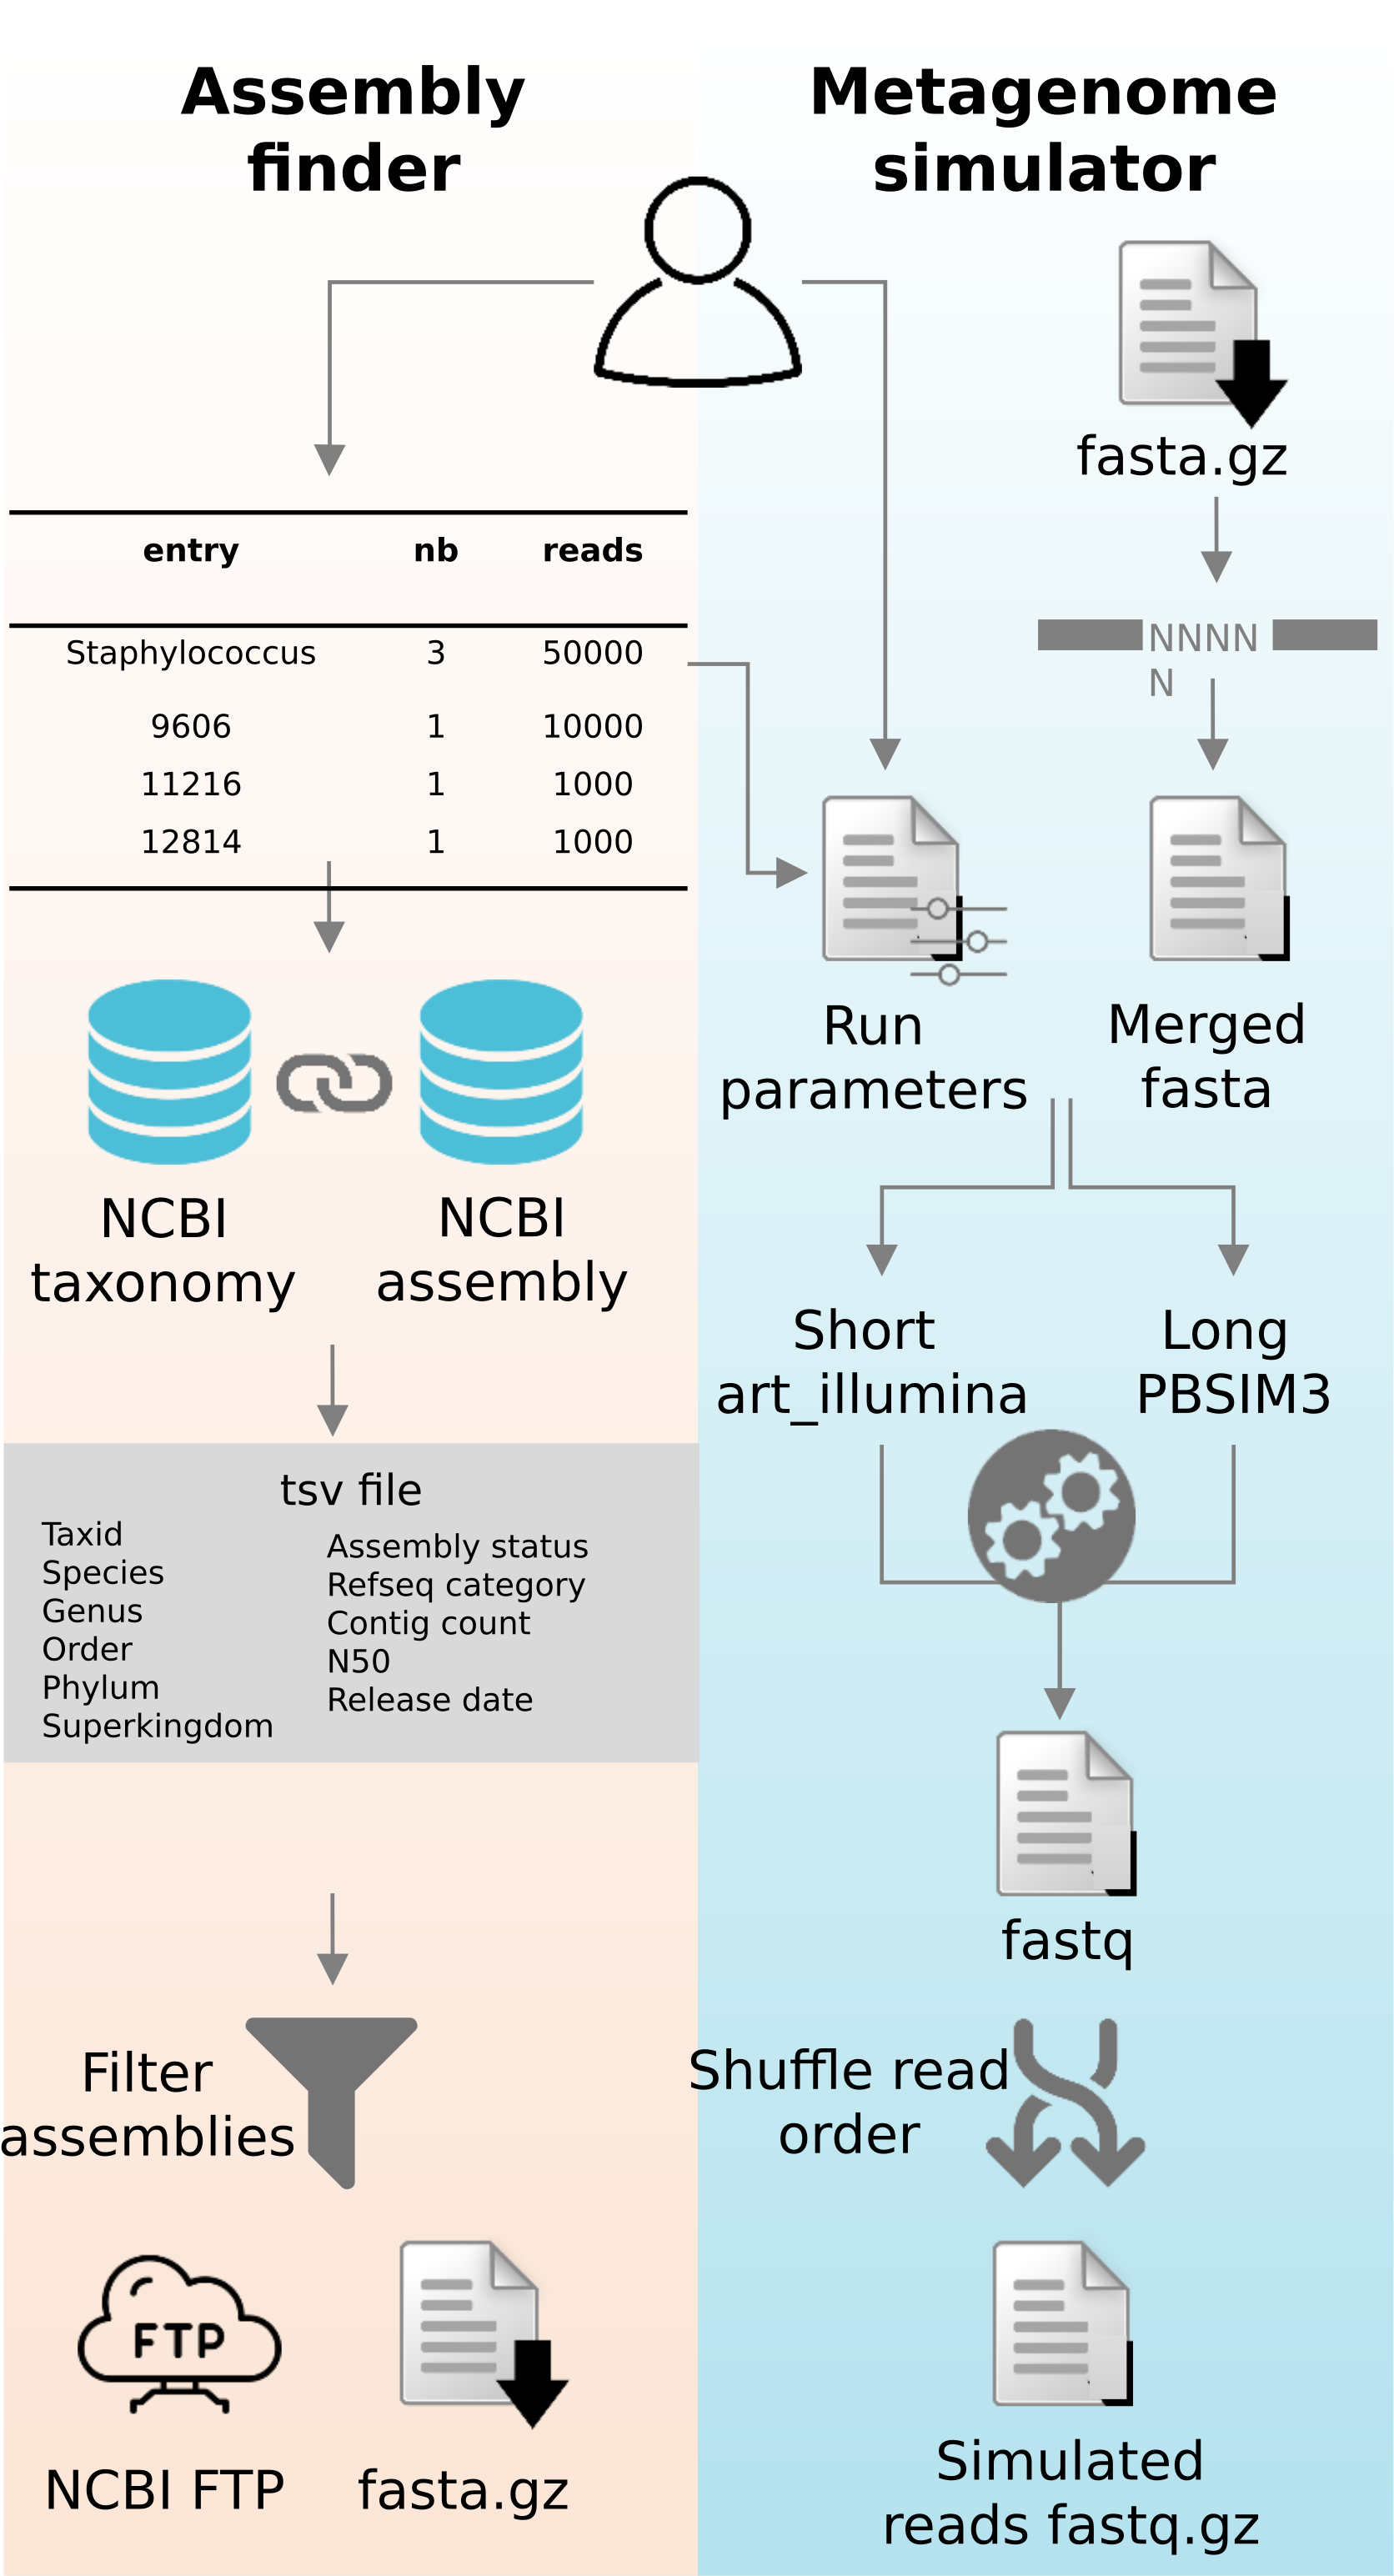 Assembly
finder
Metagenome
simulator
fasta.gz
entry nb reads
Staphylococcus 3 50000
9606 1 10000
11216 1 1000
12814 1 1000
NNNN
N
Run
parameters
Merged
fasta
NCBI
taxonomy
NCBI
assembly
Short
art_illumina
Long
PBSIM3
tsv file
Taxid
Species
Genus
Order
Phylum
Superkingdom
Assembly status
Refseq category
Contig count
N50
Release date
fastq
Filter
assemblies
Shuffle read
order
FTP
NCBI FTP
fasta.gz
Simulated
reads fastq.gz